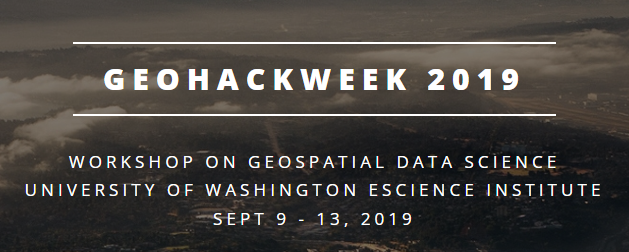 GEOHACKWEEK 2019
WORKSHOP ON GEOSPATIAL DATA SCIENCE
UNIVERSITY OF WASHINGTON ESCIENCE INSTITUTE
SEPT 9 - 13, 2019